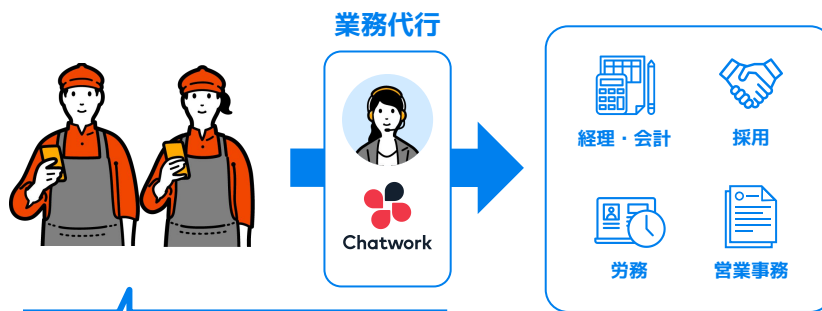 業務代行
Chatwork
経理・会計
採用
労務
営業事務